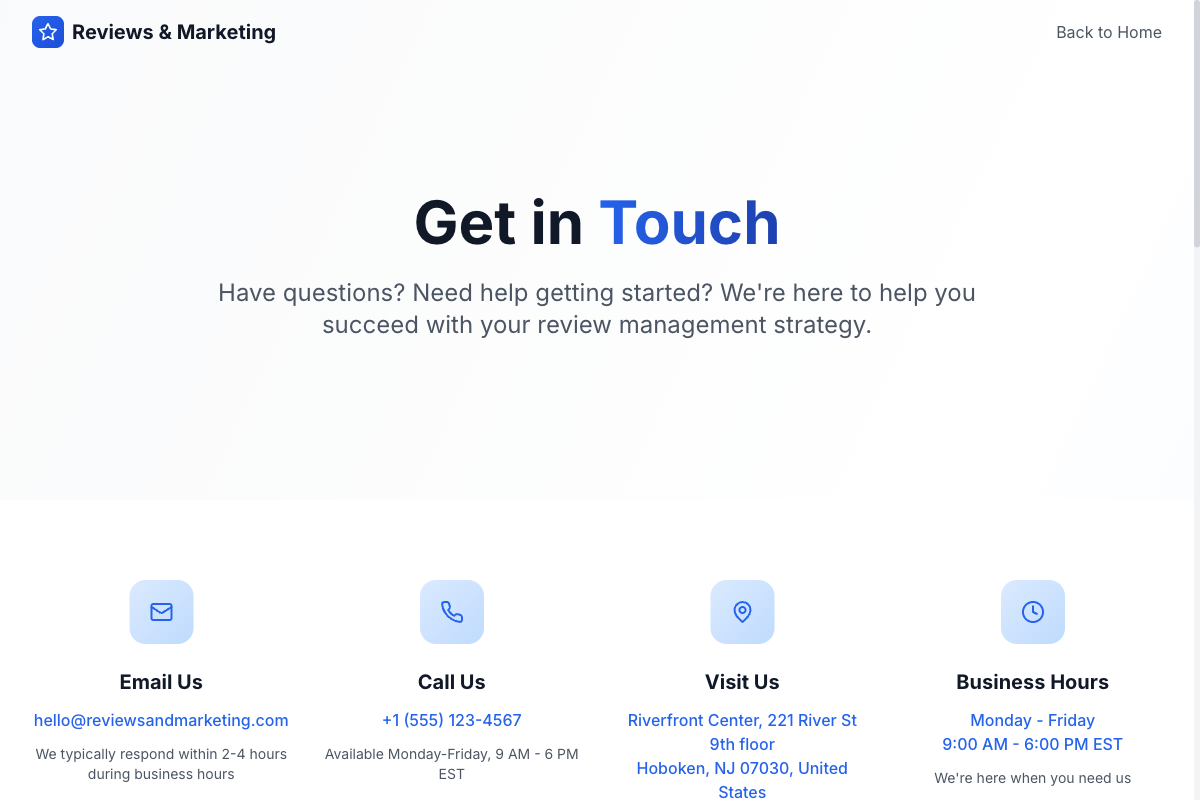 Reviews & Marketing
Back to Home
Get in Touch
Have questions? Need help getting started? We're here to help you
succeed with your review management strategy.
Email Us
hello@reviewsandmarketing.com
We typically respond within 2-4 hours
during business hours
Call Us
+1 (555) 123-4567
Available Monday-Friday, 9 AM - 6 PM
EST
Visit Us
Riverfront Center, 221 River St
9th floor
Hoboken, NJ 07030, United
States
Business Hours
Monday - Friday
9:00 AM - 6:00 PM EST
We're here when you need us